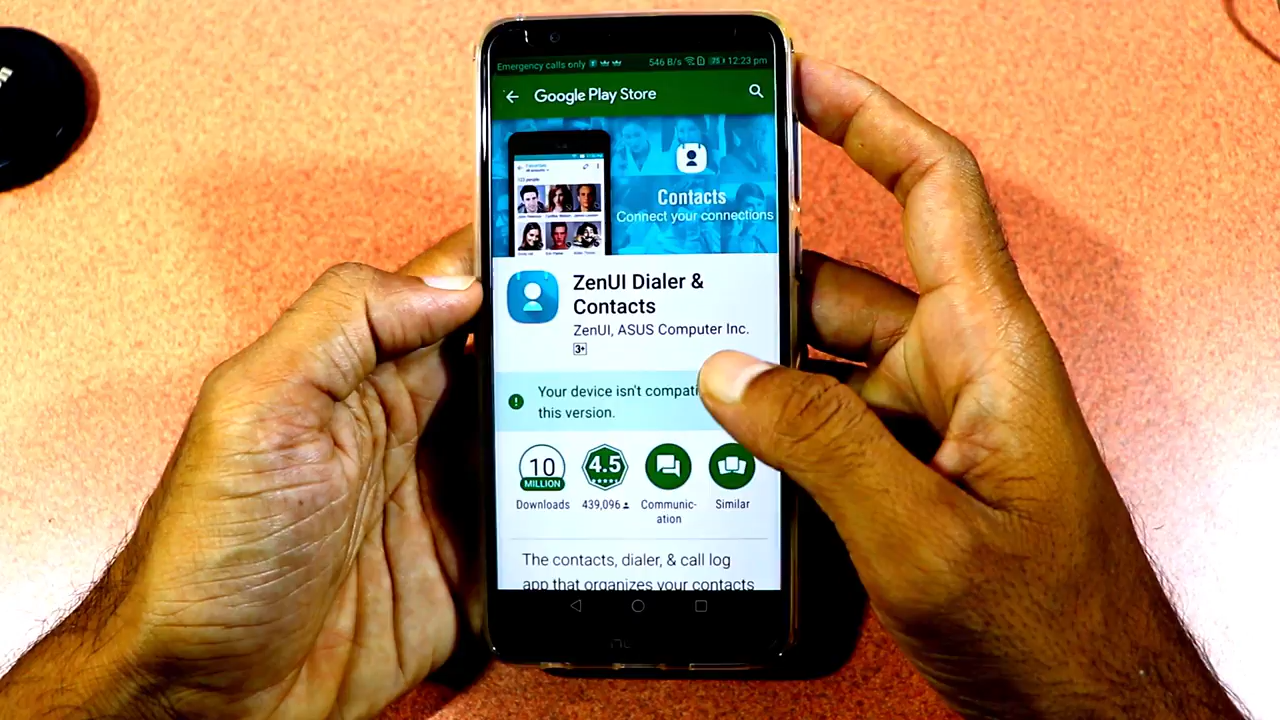 Emergency calls only
546 B/s 12:23 pm
Google Play Store
Contacts
Connect your connections
ZenUI Dialer &
Contacts
ZenUI, ASUS Computer Inc.
3+
Your device isn't compati
this version.
10
MILLION
Downloads
4.5
439,096
Communic-
ation
Similar
The contacts, dialer, & call log
app that organizes your contacts